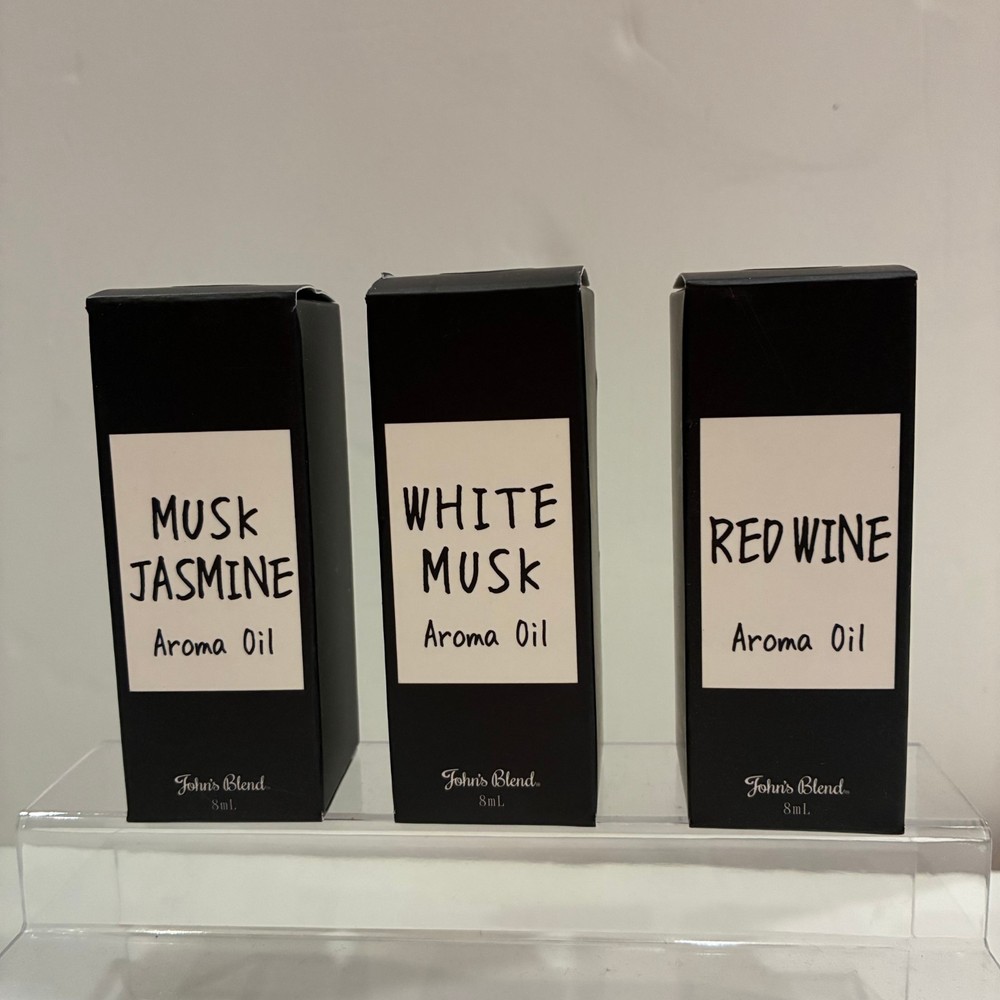 MUSK
JASMINE
Aroma Oil
John's Blend
8mL
WHITE
MUSK
Aroma Oil
John's Blend
8mL
RED WINE
Aroma Oil
John's Blend
8mL